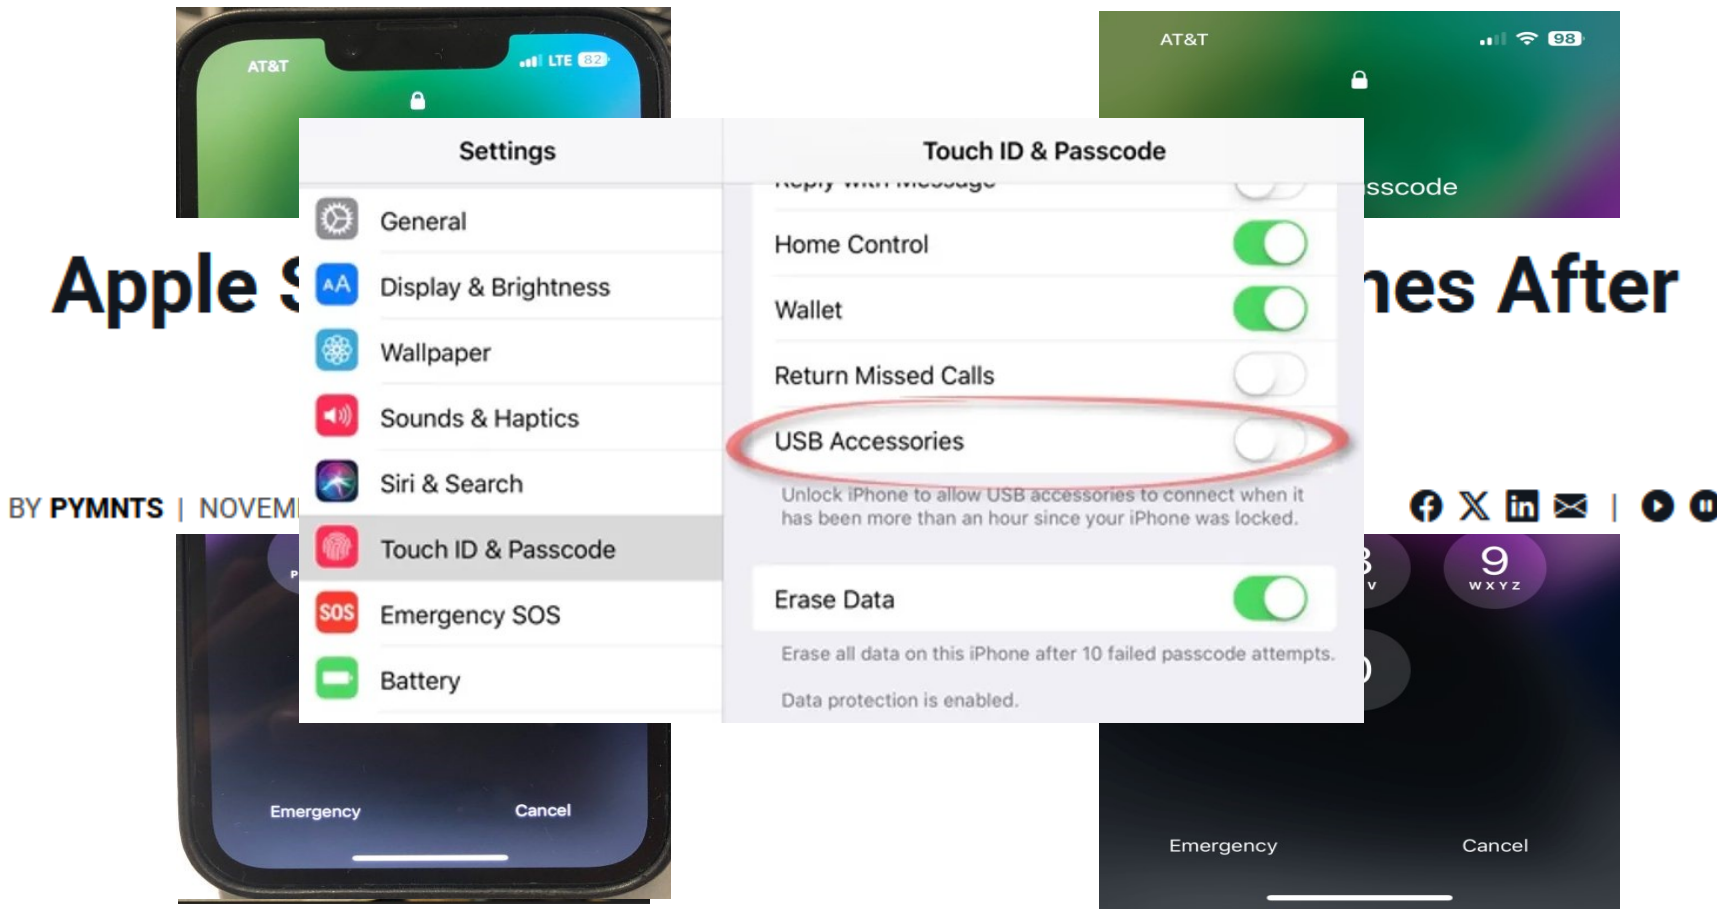 AT&T
LTE 82
AT&T
98
Settings
Touch ID & Passcode
Reply with Message
sscode
General
Home Control
Display & Brightness
Apple S
nes After
Wallet
Wallpaper
Return Missed Calls
Sounds & Haptics
USB Accessories
Siri & Search
Unlock iPhone to allow USB accessories to connect when it
has been more than an hour since your iPhone was locked.
BY PYMNTS | NOVEM
Touch ID & Passcode
9
WXYZ
P
V
Emergency SOS
SOS
Erase Data
Erase all data on this iPhone after 10 failed passcode attempts.
Battery
Data protection is enabled.
Emergency
Cancel
Emergency
Cancel